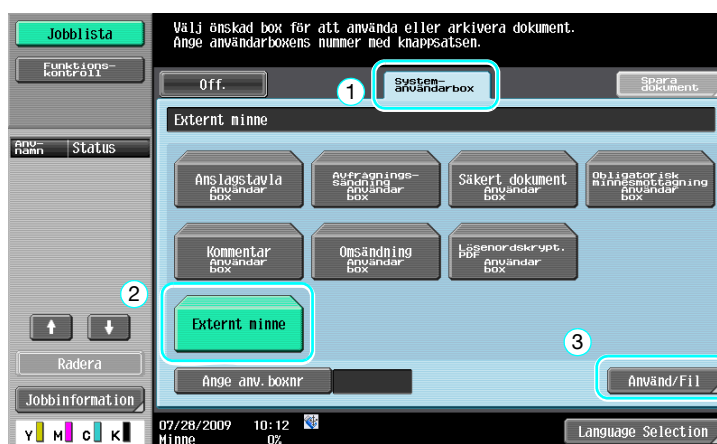 Jobblista
Funktions-
kontroll
Anv-
namn
Status
Radera
Jobbinformation
Y M C K
Välj önskad box för att använda eller arkivera dokument.
Ange användarboxens nummer med knappsatsen.
Off.
1
System-
användarbox
Spara
dokument
Externt minne
Anslagstavla
Användar
box
Avfrågnings-
sändning
Användar
box
Säkert dokument
Användar
box
Obligatorisk
minnesmottagning
Användar
box
Kommentar
Användar
box
Omsändning
Användar
box
Lösenordskrypt.
PDF
Användar
box
2
Externt minne
3
Ange anv.boxnr
Använd/Fil
07/28/2009 10:12
Minne 0%
Language Selection